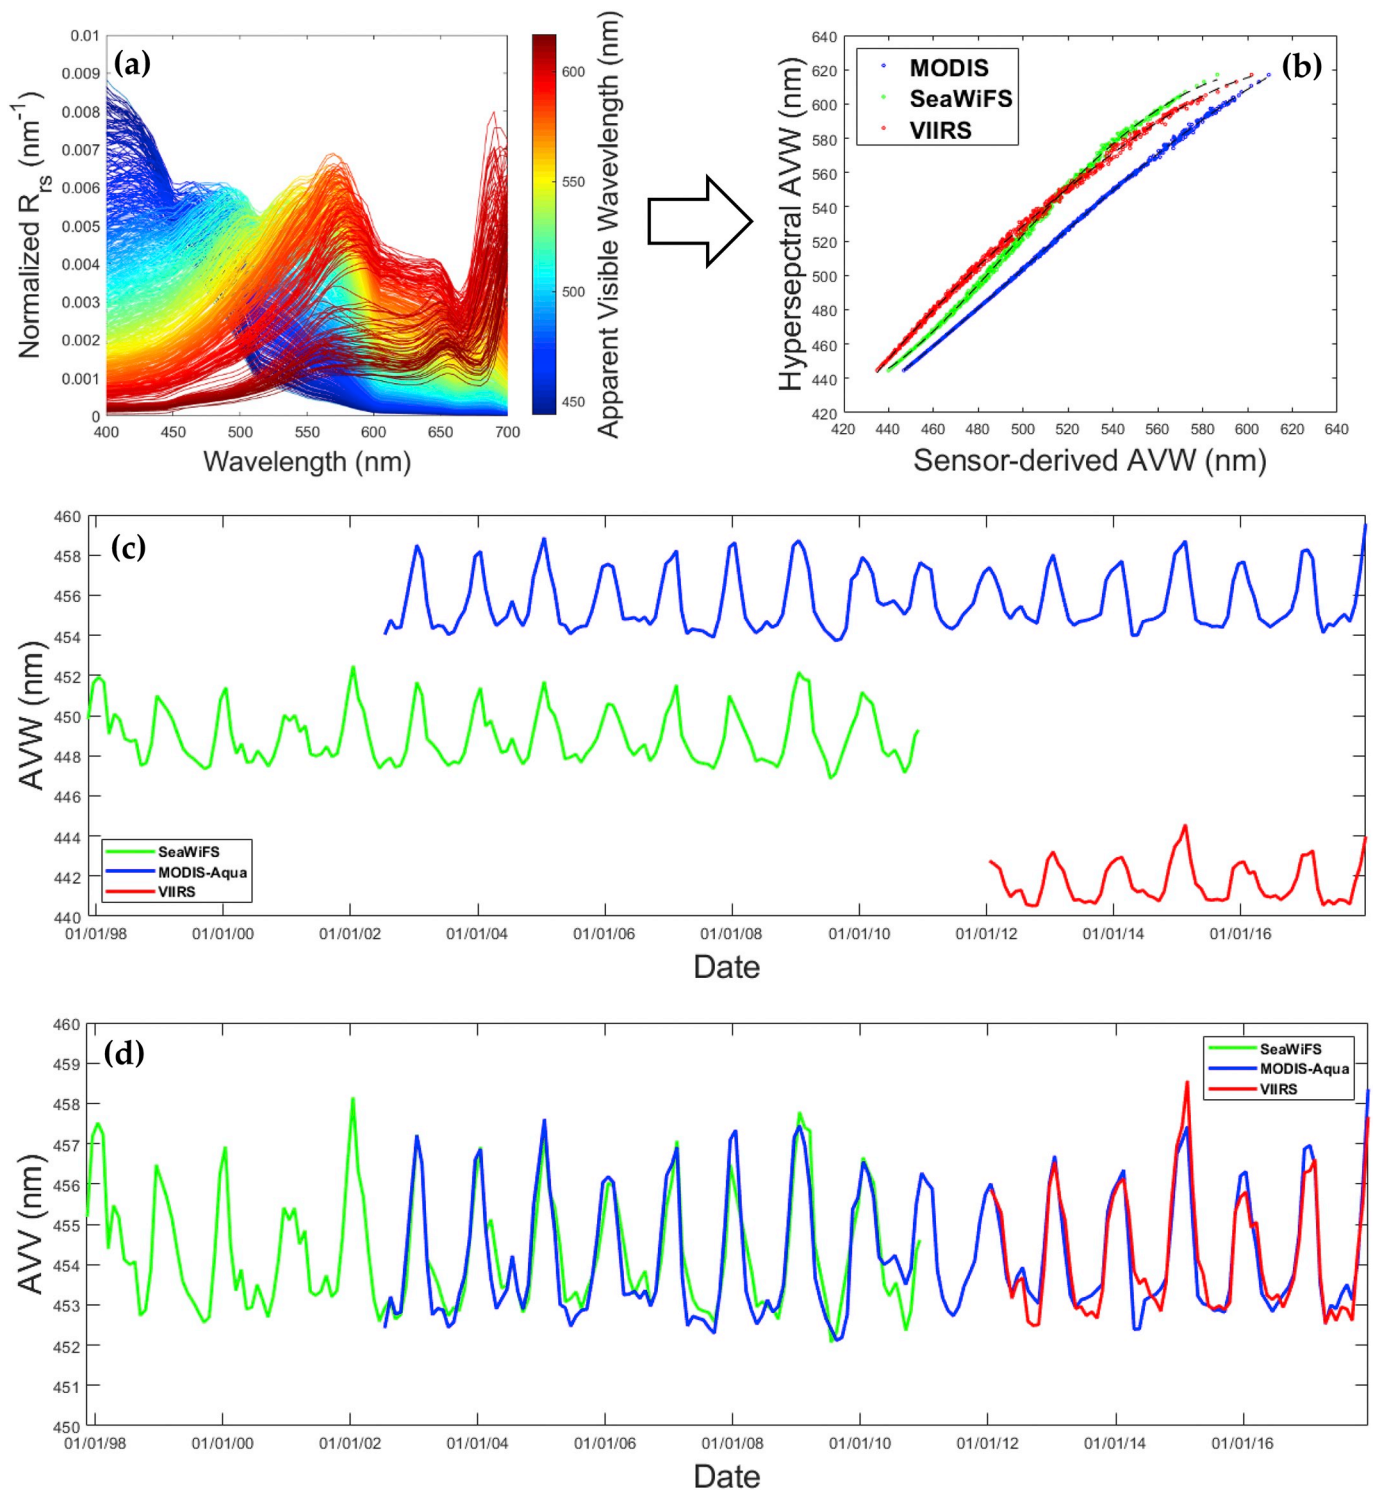 (a)
0.01
0.009
0.008
0.007
0.006
0.005
0.004
0.003
0.002
0.001
0
Normalized Rrs (nm-1)
400 450 500 550 600 650 700
Wavelength (nm)
600
550
500
450
Apparent Visible Wavevlength (nm)
(b)
MODIS
SeaWiFS
VIIRS
640
620
600
580
560
540
520
500
480
460
440
420
Hypersepctral AVW (nm)
420 440 460 480 500 520 540 560 580 600 620 640
Sensor-derived AVW (nm)
(c)
460
458
456
454
452
450
448
446
444
442
440
AVW (nm)
SeaWiFS
MODIS-Aqua
VIIRS
01/01/98 01/01/00 01/01/02 01/01/04 01/01/06 01/01/08 01/01/10 01/01/12 01/01/14 01/01/16
Date
(d)
460
459
458
457
456
455
454
453
452
451
450
AVV (nm)
SeaWiFS
MODIS-Aqua
VIIRS
01/01/98 01/01/00 01/01/02 01/01/04 01/01/06 01/01/08 01/01/10 01/01/12 01/01/14 01/01/16
Date